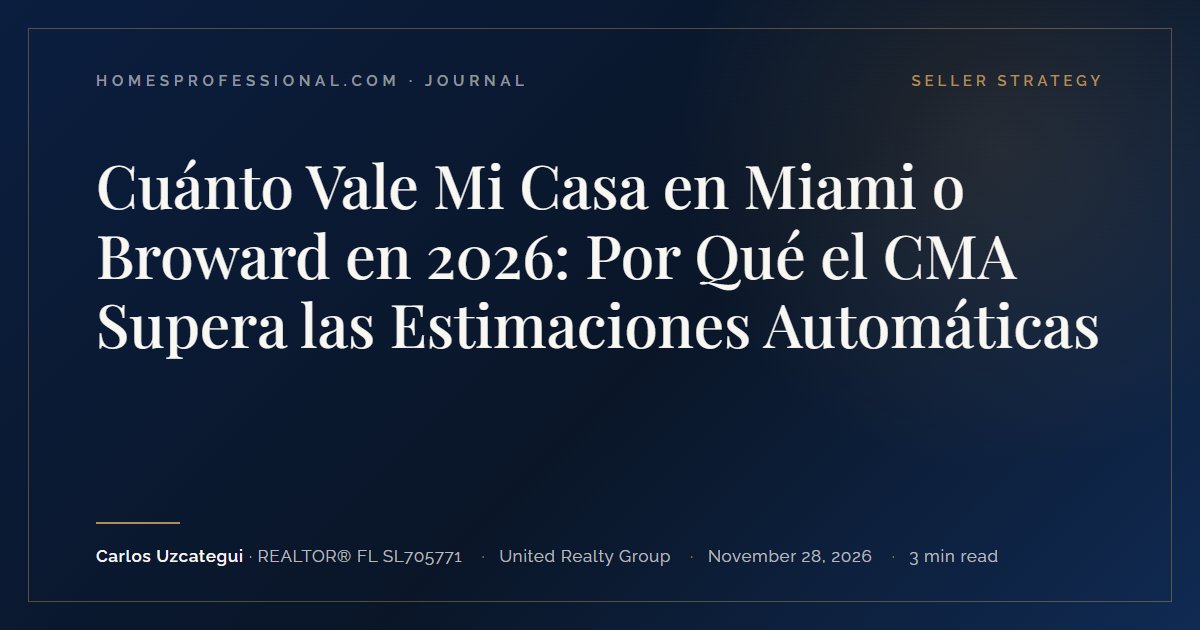 HOMESPROFESSIONAL.COM · JOURNAL
SELLER STRATEGY
Cuánto Vale Mi Casa en Miami o
Broward en 2026: Por Qué el CMA
Supera las Estimaciones Automáticas
Carlos Uzcategui · REALTOR® FL SL705771 · United Realty Group · November 28, 2026 · 3 min read